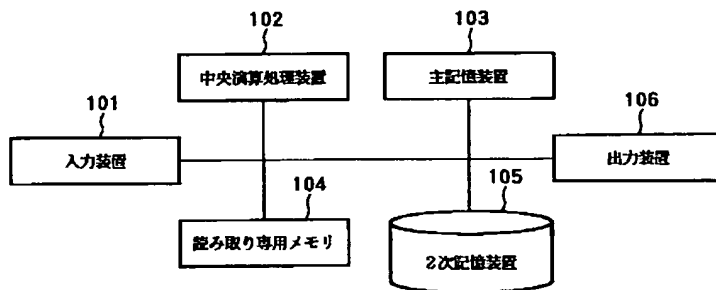 102
103
中央演算処理装置
主記憶装置
101
106
入力装置
出力装置
104
105
読み取り専用メモリ
2次記憶装置